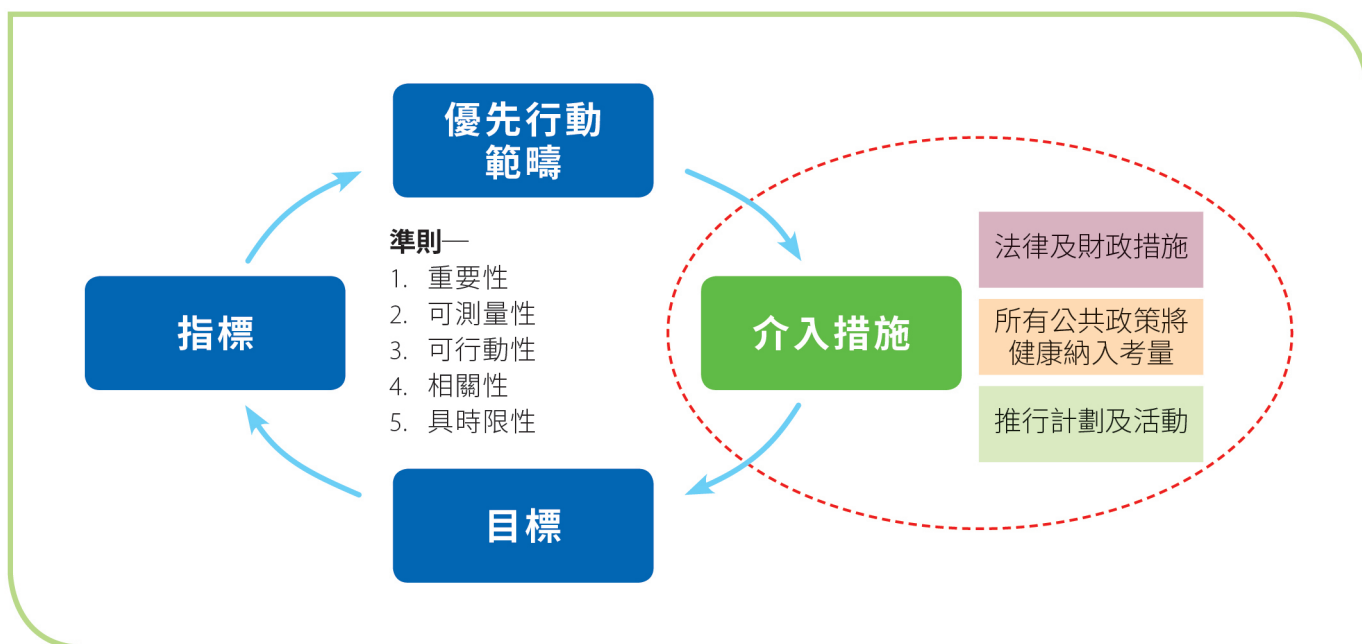 優先行動
範疇
準則—
1. 重要性
2. 可測量性
3. 可行動性
4. 相關性
5. 具時限性
指標
介入措施
目標
法律及財政措施
所有公共政策將
健康納入考量
推行計劃及活動